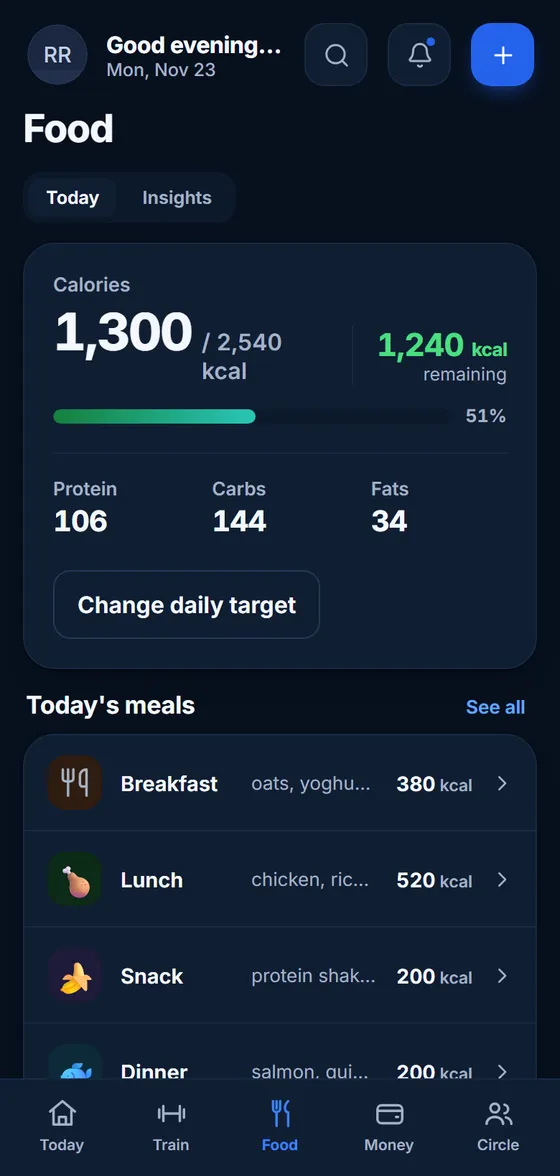 RR
Good evening...
Mon, Nov 23
Food
Today
Insights
Calories
1,300 / 2,540 kcal
1,240 kcal
remaining
51%
Protein
106
Carbs
144
Fats
34
Change daily target
Today's meals
See all
Breakfast oats, yoghu... 380 kcal
Lunch chicken, ric... 520 kcal
Snack protein shak... 200 kcal
Dinner salmon, qui... 200 kcal
Today
Train
Food
Money
Circle